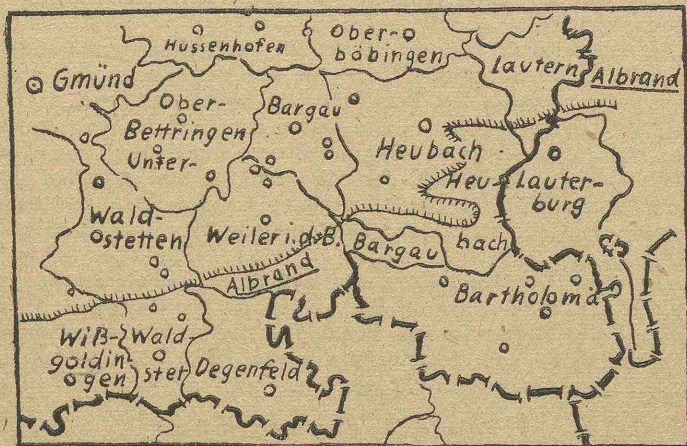 Hussenhofen
Ober-
böbingen
Lautern
Albrand
Gmünd
Ober-
Bettringen
Unter-
Bargau
Heubach
Heu-
bach
Lauter-
burg
Wald-
stetten
Weiler i.d.B.
Bargau
Albrand
Bartholomä
Wiß-
goldin
gen
Wald-
ster
Degenfeld